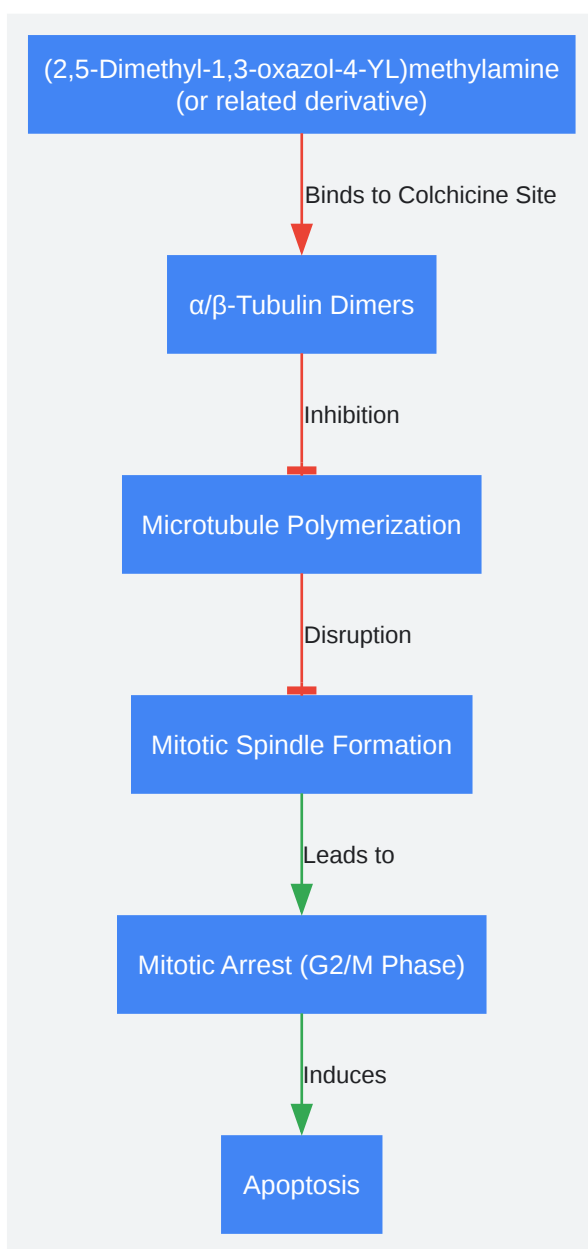 (2,5-Dimethyl-1,3-oxazol-4-YL)methylamine
(or related derivative)
Binds to Colchicine Site
α/β-Tubulin Dimers
Inhibition
Microtubule Polymerization
Disruption
Mitotic Spindle Formation
Leads to
Mitotic Arrest (G2/M Phase)
Induces
Apoptosis